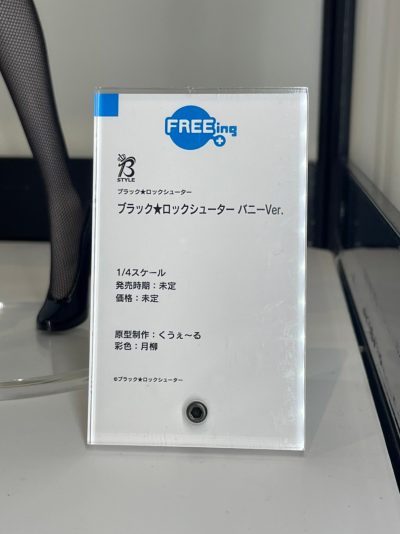 FREEing
B
STYLE
ブラック★ロックシューター
ブラック★ロックシューター バニーVer.
1/4スケール
発売時期：未定
価格：未定
原型制作：くうぇ〜る
彩色：月柳
©ブラック★ロックシューター